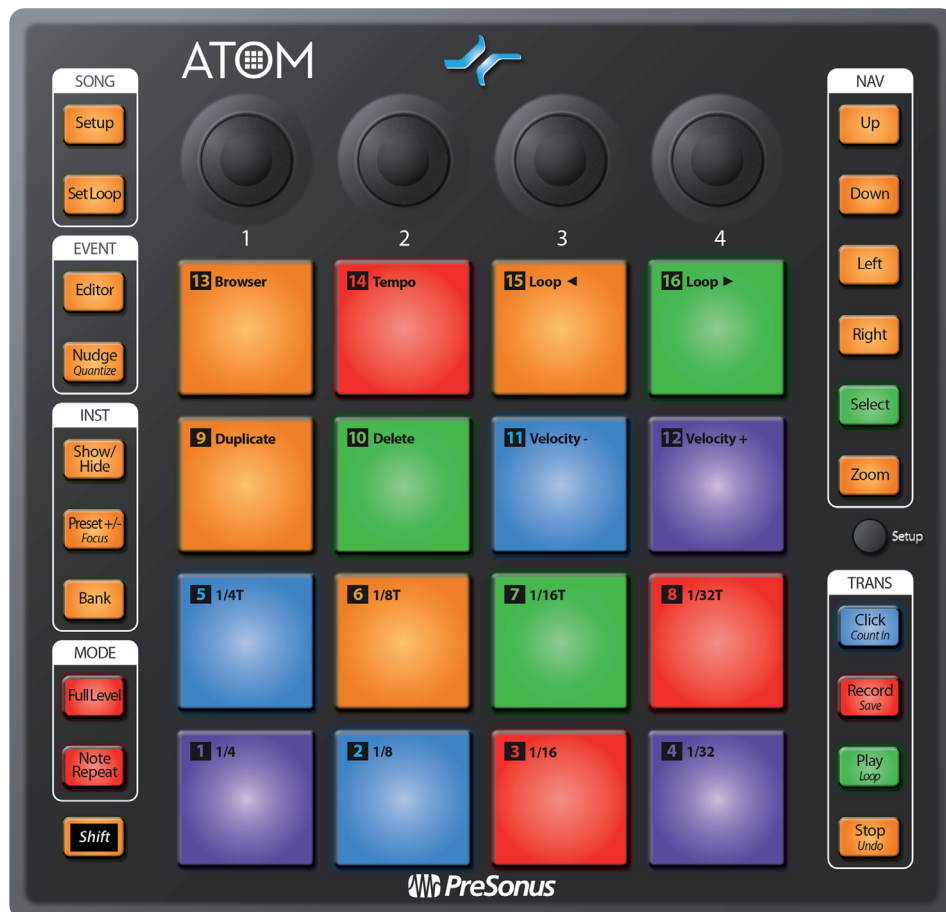 ATOM
SONG
Setup
Set Loop
EVENT
Editor
Nudge
Quantize
INST
Show/
Hide
Preset +/-
Focus
Bank
MODE
Full Level
Note
Repeat
Shift
1 2 3 4
13 Browser
14 Tempo
15 Loop ◄
16 Loop ►
9 Duplicate
10 Delete
11 Velocity -
12 Velocity +
5 1/4T
6 1/8T
7 1/16T
8 1/32T
1 1/4
2 1/8
3 1/16
4 1/32
PreSonus
NAV
Up
Down
Left
Right
Select
Zoom
Setup
TRANS
Click
Count In
Record
Save
Play
Loop
Stop
Undo